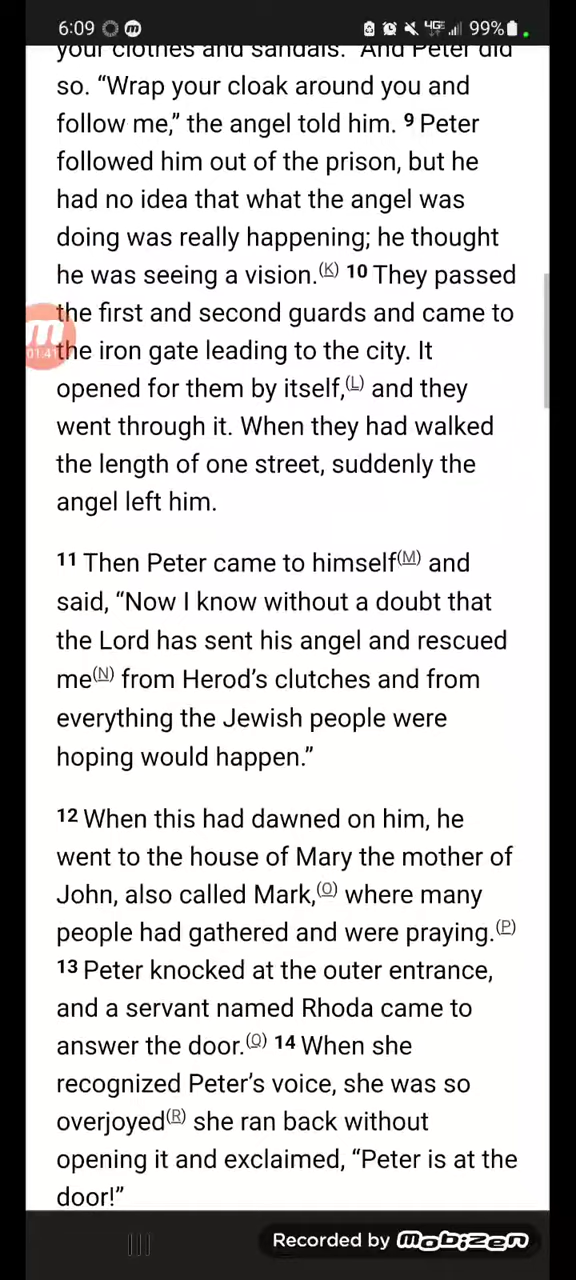 6:09 m 4GE 99%
your clothes and sandals." And Peter did
so. “Wrap your cloak around you and
follow me,” the angel told him. 9 Peter
followed him out of the prison, but he
had no idea that what the angel was
doing was really happening; he thought
he was seeing a vision.(K) 10 They passed
the first and second guards and came to
m
01:41
the iron gate leading to the city. It
opened for them by itself,(L) and they
went through it. When they had walked
the length of one street, suddenly the
angel left him.
11 Then Peter came to himself(M) and
said, “Now I know without a doubt that
the Lord has sent his angel and rescued
me(N) from Herod’s clutches and from
everything the Jewish people were
hoping would happen.”
12 When this had dawned on him, he
went to the house of Mary the mother of
John, also called Mark,(O) where many
people had gathered and were praying.(P)
13 Peter knocked at the outer entrance,
and a servant named Rhoda came to
answer the door.(Q) 14 When she
recognized Peter’s voice, she was so
overjoyed(R) she ran back without
opening it and exclaimed, “Peter is at the
door!”
Recorded by mobizen